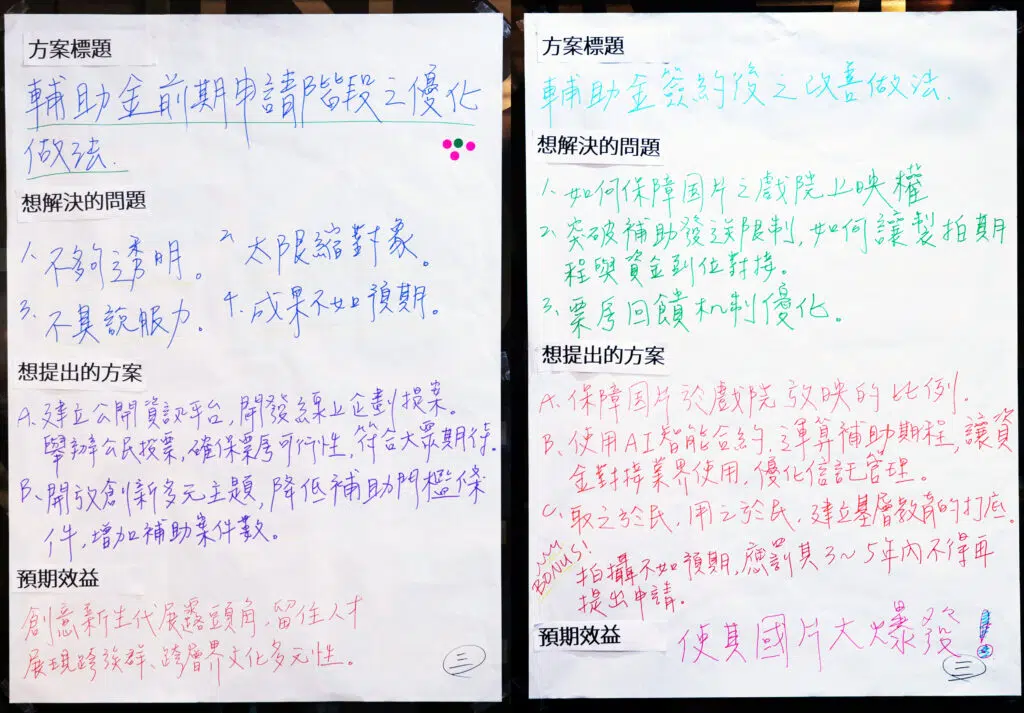 方案標題
輔助金前期申請階段之優化
做法.
想解決的問題
1. 不夠透明。 2. 太限縮對象。
3. 不具說服力. 4. 成果不如預期。
想提出的方案
A. 建立公開資訊平台,開發線上企劃提案。
舉辦公民投票,確保票房可行性,符合大眾期待。
B. 開放創新多元主題,降低補助門檻條
件,增加補助案件數。
預期效益
創意新生代展露頭角,留住人才
展現跨族群、跨曾界文化多元性。
三
方案標題
輔助金簽約後之改善做法.
想解決的問題
1. 如何保障国片之戲院上映權
2. 突破補助發送限制,如何讓製拍期
程與資金到位對接。
3. 票房回饋机制優化。
想提出的方案
A. 保障国片於戲院放映的比例.
B. 使用AI智能合約,運算補助期程,讓資
金對接業界使用,優化信託管理。
C. 取之於民,用之於民,建立基層教育的打底。
BONUS!
拍攝不如預期,應罰其3~5年內不得再
提出申請。
預期效益
使其國片大爆發!
三